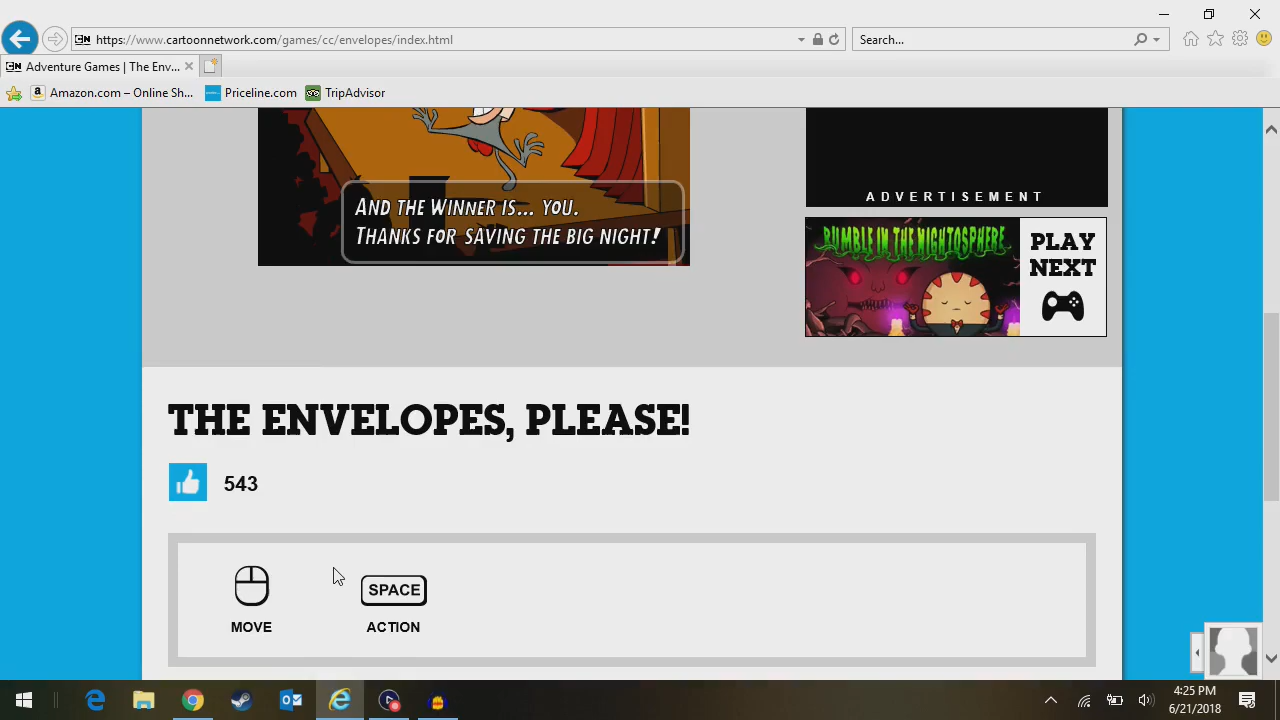 https://www.cartoonnetwork.com/games/cc/envelopes/index.html
Search...
CN Adventure Games | The Env...
Amazon.com – Online Sh...
Priceline.com
TripAdvisor
AND THE WINNER IS... YOU.
THANKS FOR SAVING THE BIG NIGHT!
ADVERTISEMENT
RUMBLE IN THE NIGHTOSPHERE
PLAY
NEXT
THE ENVELOPES, PLEASE!
543
SPACE
MOVE
ACTION
4:25 PM
6/21/2018